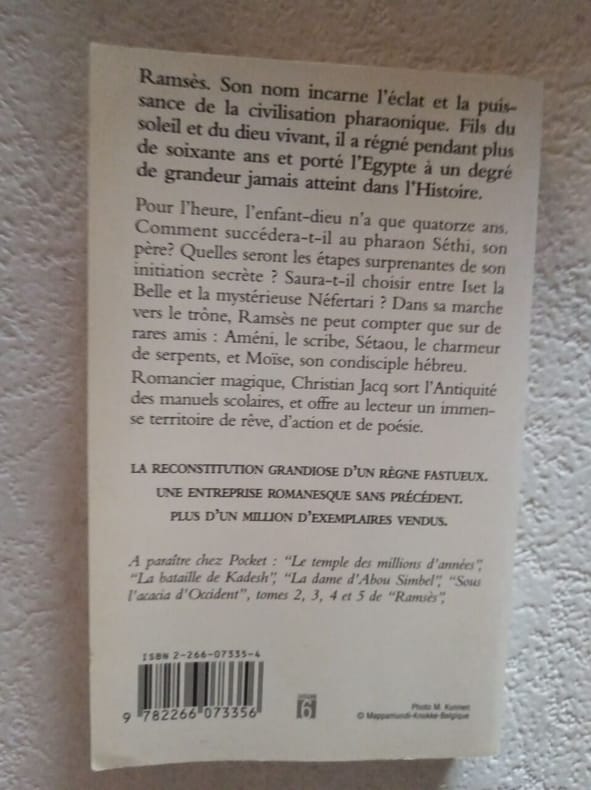 Ramsès. Son nom incarne l'éclat et la puis-
sance de la civilisation pharaonique. Fils du
soleil et du dieu vivant, il a régné pendant plus
de soixante ans et porté l'Egypte à un degré
de grandeur jamais atteint dans l'Histoire.
Pour l'heure, l'enfant-dieu n'a que quatorze ans.
Comment succédera-t-il au pharaon Séthi, son
père? Quelles seront les étapes surprenantes de son
initiation secrète ? Saura-t-il choisir entre Iset la
Belle et la mystérieuse Néfertari ? Dans sa marche
vers le trône, Ramsès ne peut compter que sur de
rares amis : Améni, le scribe, Sétaou, le charmeur
de serpents, et Moïse, son condisciple hébreu.
Romancier magique, Christian Jacq sort l'Antiquité
des manuels scolaires, et offre au lecteur un immen-
se territoire de rêve, d'action et de poésie.
LA RECONSTITUTION GRANDIOSE D'UN RÈGNE FASTUEUX.
UNE ENTREPRISE ROMANESQUE SANS PRÉCÉDENT.
PLUS D'UN MILLION D'EXEMPLAIRES VENDUS.
A paraître chez Pocket : "Le temple des millions d'années",
"La bataille de Kadesh", "La dame d'Abou Simbel", "Sous
l'acacia d'Occident", tomes 2, 3, 4 et 5 de "Ramsès",
ISBN 2-266-07335-4
9 782266 073356
6
Photo M. Kunnen
© Mappamundi-Knokke-Belgique